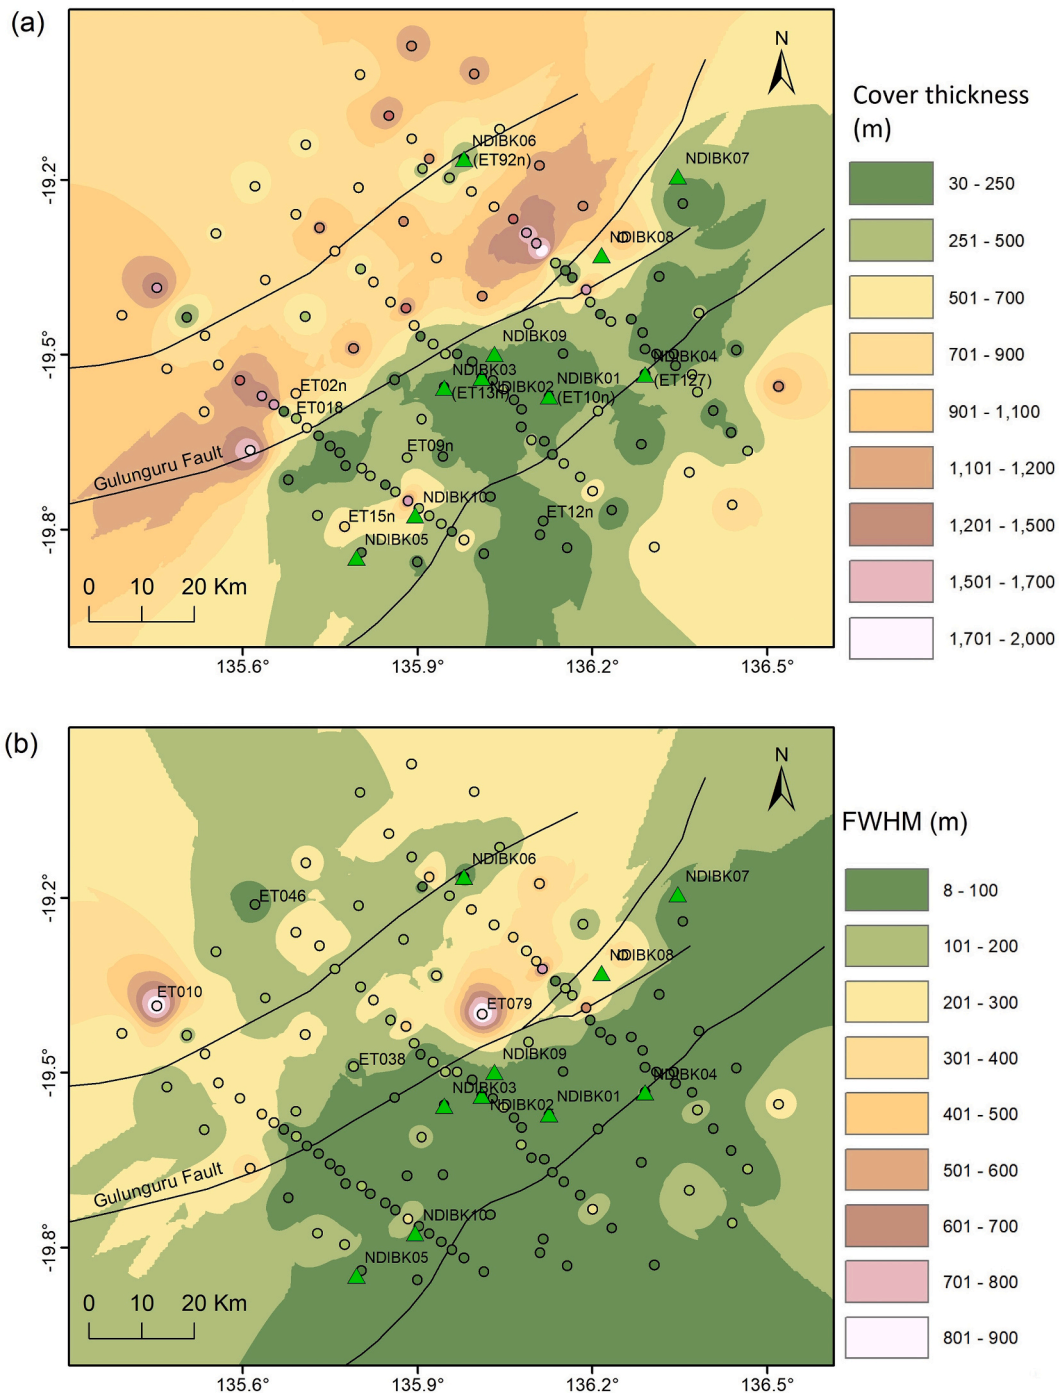 (a)
N
Cover thickness
(m)
30 - 250
251 - 500
501 - 700
701 - 900
901 - 1,100
1,101 - 1,200
1,201 - 1,500
1,501 - 1,700
1,701 - 2,000
-19.2°
-19.5°
-19.8°
NDIBK06
(ET92n)
NDIBK07
NDIBK08
NDIBK09
NDIBK03
(ET13n)
NDIBK02
NDIBK01
(ET10n)
NDIBK04
(ET127)
ET02n
ET018
ET09n
Gulunguru Fault
NDIBK10
ET15n
ET12n
NDIBK05
0 10 20 Km
135.6° 135.9° 136.2° 136.5°
(b)
N
FWHM (m)
8 - 100
101 - 200
201 - 300
301 - 400
401 - 500
501 - 600
601 - 700
701 - 800
801 - 900
-19.2°
-19.5°
-19.8°
NDIBK06
NDIBK07
ET046
NDIBK08
ET010
ET079
NDIBK09
ET038
NDIBK03
NDIBK02
NDIBK01
NDIBK04
Gulunguru Fault
NDIBK10
NDIBK05
0 10 20 Km
135.6° 135.9° 136.2° 136.5°